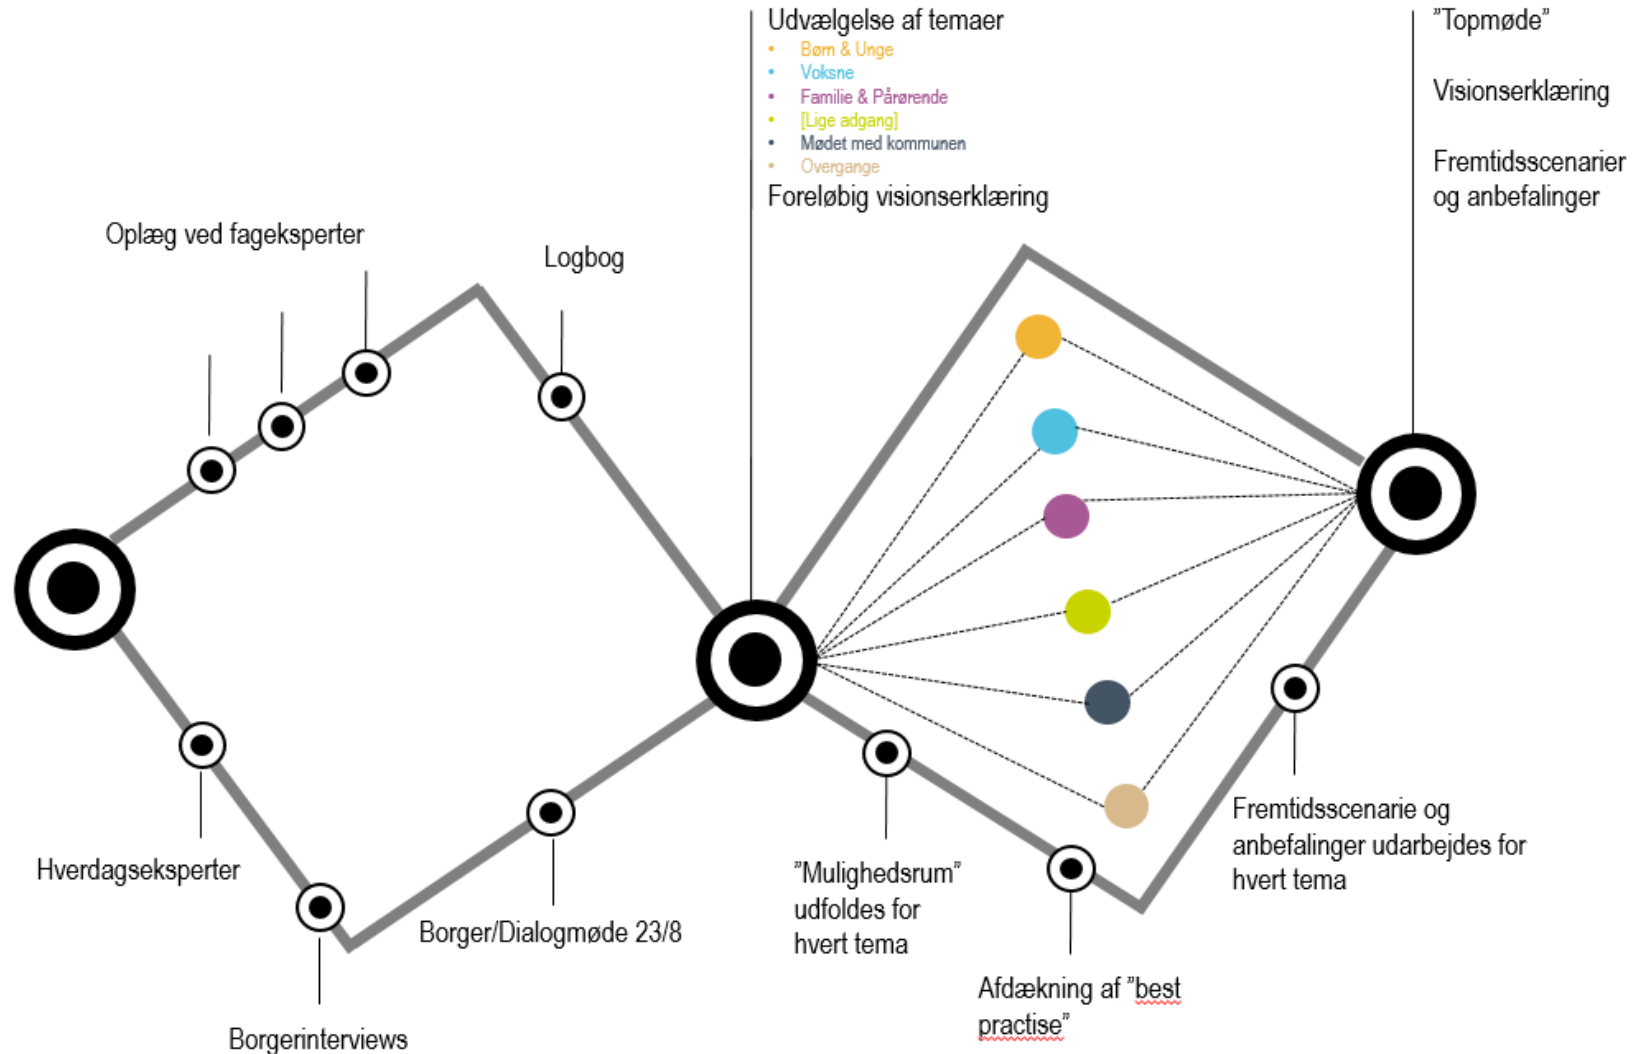 Udvælgelse af temaer
• Børn & Unge
• Voksne
• Familie & Pårørende
• [Lige adgang]
• Mødet med kommunen
• Overgange
Foreløbig visionserklæring
”Topmøde”
Visionserklæring
Fremtidsscenarier
og anbefalinger
Oplæg ved fageksperter
Logbog
Hverdagseksperter
Borgerinterviews
Borger/Dialogmøde 23/8
”Mulighedsrum”
udfoldes for
hvert tema
Afdækning af ”best
practise”
Fremtidsscenarie og
anbefalinger udarbejdes for
hvert tema